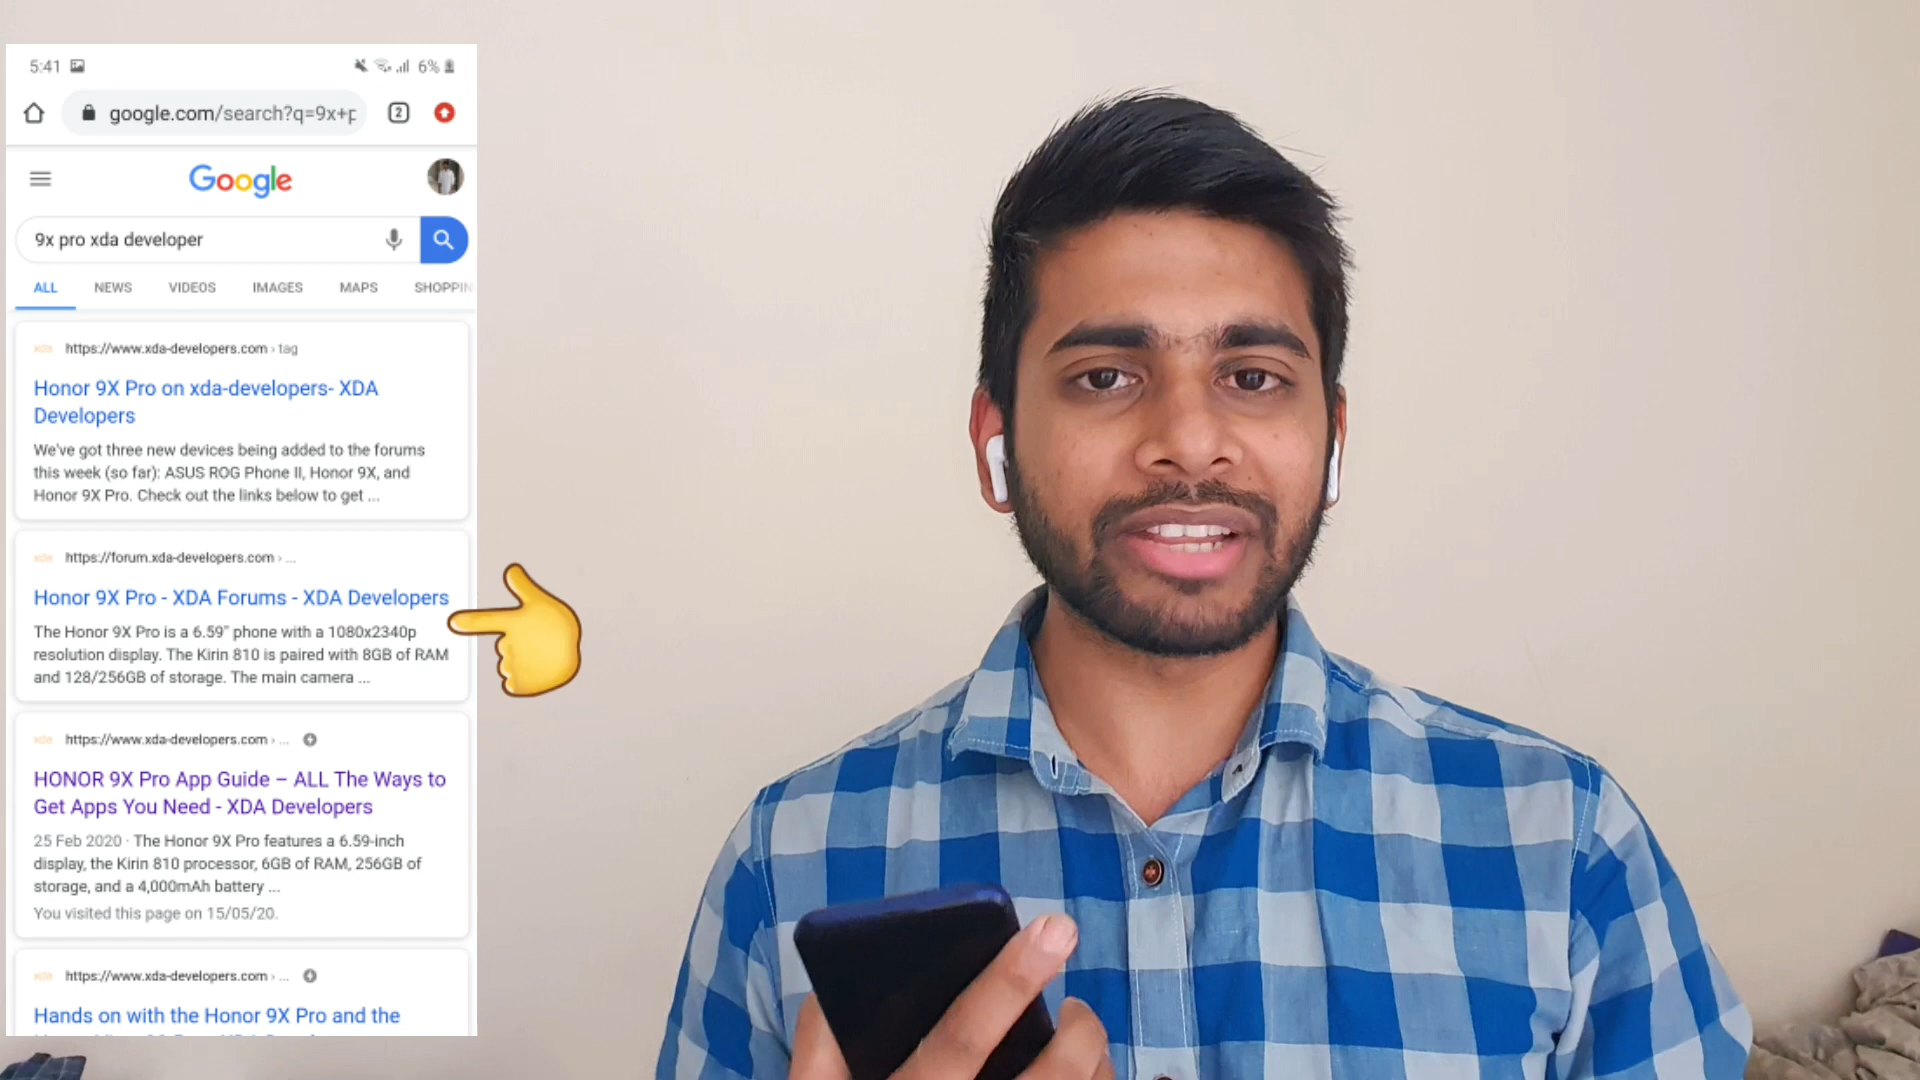 5:41
6%
google.com/search?q=9x+p
2
Google
9x pro xda developer
ALL NEWS VIDEOS IMAGES MAPS SHOPPIN
https://www.xda-developers.com › tag
Honor 9X Pro on xda-developers- XDA
Developers
We've got three new devices being added to the forums
this week (so far): ASUS ROG Phone II, Honor 9X, and
Honor 9X Pro. Check out the links below to get ...
https://forum.xda-developers.com › ...
Honor 9X Pro - XDA Forums - XDA Developers
The Honor 9X Pro is a 6.59" phone with a 1080x2340p
resolution display. The Kirin 810 is paired with 8GB of RAM
and 128/256GB of storage. The main camera ...
https://www.xda-developers.com › ...
HONOR 9X Pro App Guide – ALL The Ways to
Get Apps You Need - XDA Developers
25 Feb 2020 · The Honor 9X Pro features a 6.59-inch
display, the Kirin 810 processor, 6GB of RAM, 256GB of
storage, and a 4,000mAh battery ...
You visited this page on 15/05/20.
https://www.xda-developers.com › ...
Hands on with the Honor 9X Pro and the